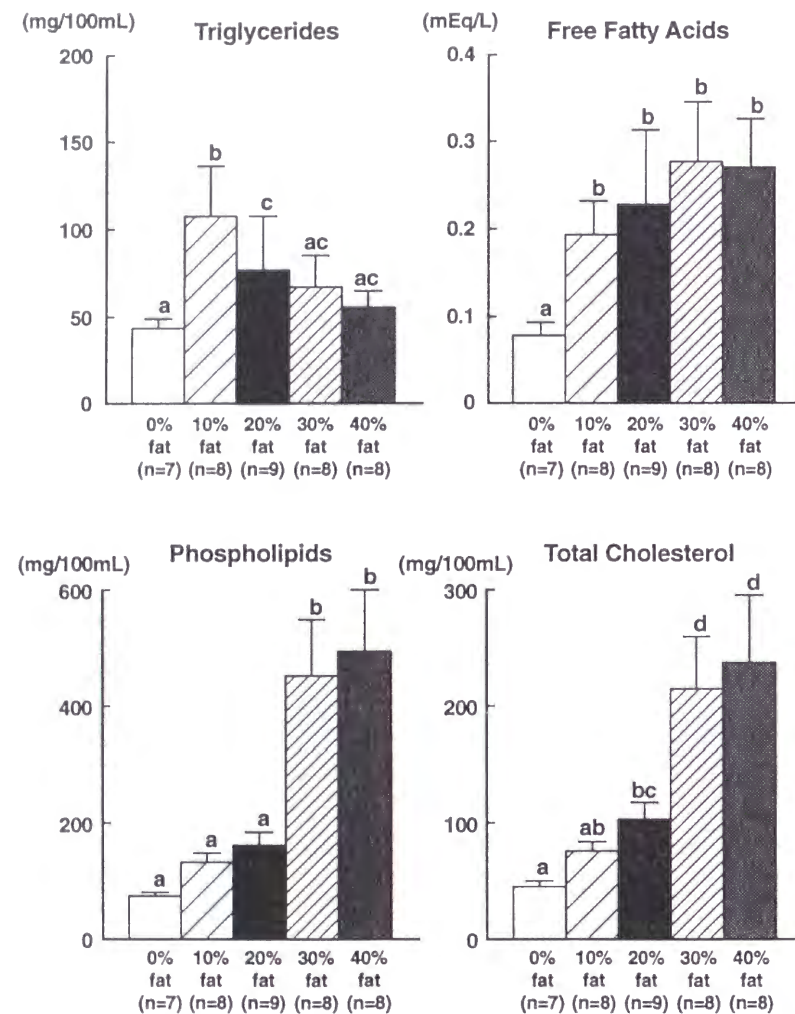 (mg/100mL) Triglycerides
200
150
100
50
0
a
b
c
ac
ac
0% 10% 20% 30% 40%
fat fat fat fat fat
(n=7) (n=8) (n=9) (n=8) (n=8)
(mEq/L) Free Fatty Acids
0.4
0.3
0.2
0.1
0
a
b
b
b
b
0% 10% 20% 30% 40%
fat fat fat fat fat
(n=7) (n=8) (n=9) (n=8) (n=8)
(mg/100mL) Phospholipids
600
400
200
0
a
a
a
b
b
0% 10% 20% 30% 40%
fat fat fat fat fat
(n=7) (n=8) (n=9) (n=8) (n=8)
(mg/100mL) Total Cholesterol
300
200
100
0
a
ab
bc
d
d
0% 10% 20% 30% 40%
fat fat fat fat fat
(n=7) (n=8) (n=9) (n=8) (n=8)